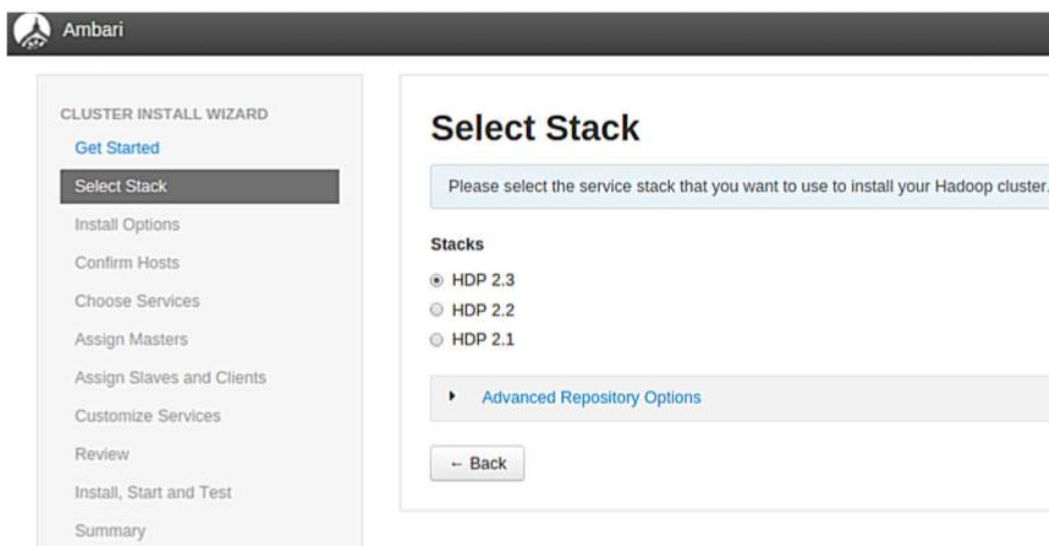 Ambari
CLUSTER INSTALL WIZARD
Get Started
Select Stack
Install Options
Confirm Hosts
Choose Services
Assign Masters
Assign Slaves and Clients
Customize Services
Review
Install, Start and Test
Summary
Select Stack
Please select the service stack that you want to use to install your Hadoop cluster.
Stacks
HDP 2.3
HDP 2.2
HDP 2.1
Advanced Repository Options
← Back